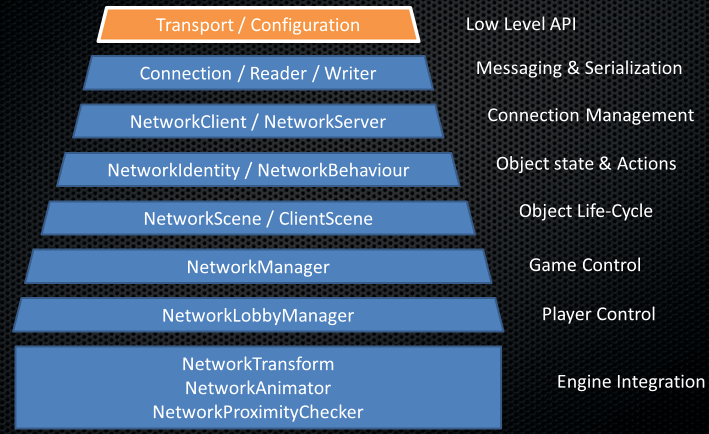 Transport / Configuration
Low Level API
Connection / Reader / Writer
Messaging & Serialization
NetworkClient / NetworkServer
Connection Management
NetworkIdentity / NetworkBehaviour
Object state & Actions
NetworkScene / ClientScene
Object Life-Cycle
NetworkManager
Game Control
NetworkLobbyManager
Player Control
NetworkTransform
NetworkAnimator
NetworkProximityChecker
Engine Integration